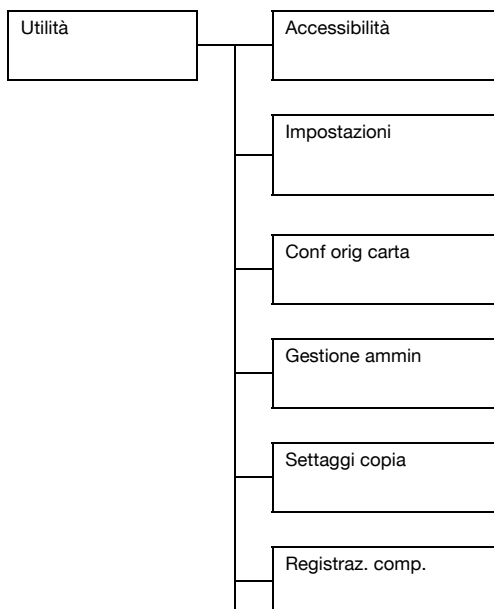 Utilità
Accessibilità
Impostazioni
Conf orig carta
Gestione ammin
Settaggi copia
Registraz. comp.